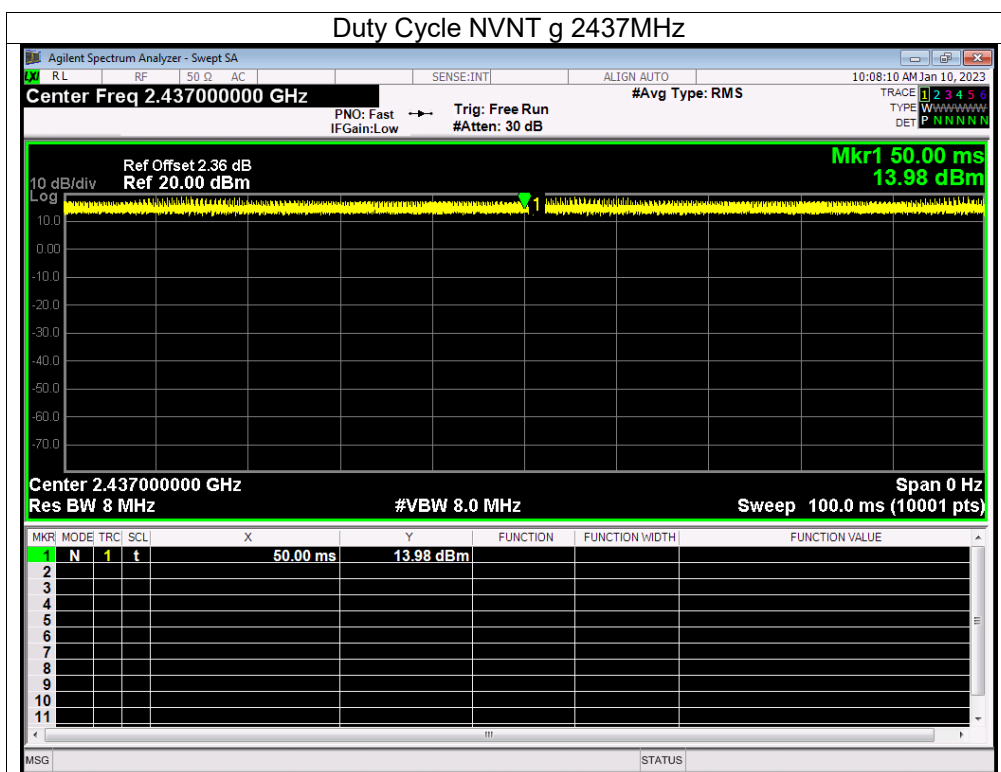 Duty Cycle NVNT g 2437MHz
Agilent Spectrum Analyzer - Swept SA
LXI RL RF 50 Ω AC SENSE:INT ALIGN AUTO 10:08:10 AM Jan 10, 2023
Center Freq 2.437000000 GHz #Avg Type: RMS TRACE 1 2 3 4 5 6
PNO: Fast Trig: Free Run TYPE WWWWWW
IFGain:Low #Atten: 30 dB DET P N N N N N
Mkr1 50.00 ms
Ref Offset 2.36 dB
10 dB/div Ref 20.00 dBm 13.98 dBm
Log
1
10.0
0.00
-10.0
-20.0
-30.0
-40.0
-50.0
-60.0
-70.0
Center 2.437000000 GHz Span 0 Hz
Res BW 8 MHz #VBW 8.0 MHz Sweep 100.0 ms (10001 pts)
MKR MODE TRC SCL X Y FUNCTION FUNCTION WIDTH FUNCTION VALUE
1 N 1 t 50.00 ms 13.98 dBm
2
3
4
5
6
7
8
9
10
11
MSG STATUS